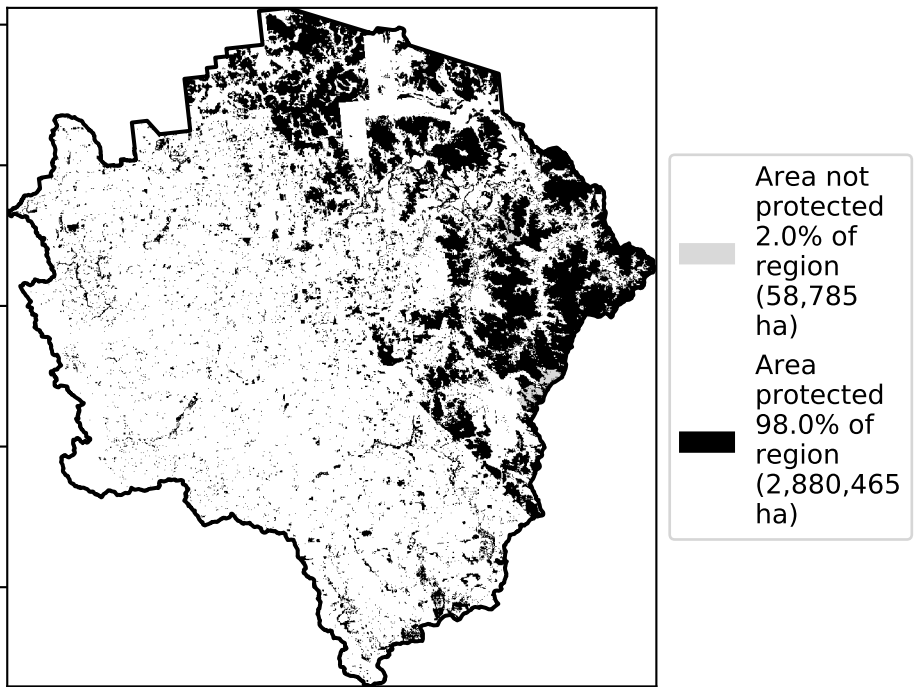 Area not
protected
2.0% of
region
(58,785
ha)
Area
protected
98.0% of
region
(2,880,465
ha)